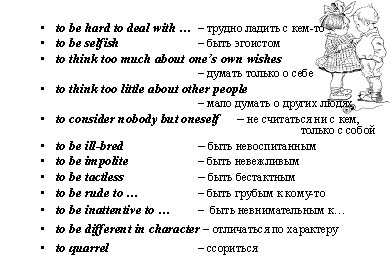 • to be hard to deal with … – трудно ладить с кем-то
• to be selfish – быть эгоистом
• to think too much about one's own wishes
– думать только о себе
• to think too little about other people
– мало думать о других людях
• to consider nobody but oneself – не считаться ни с кем,
только с собой
• to be ill-bred – быть невоспитанным
• to be impolite – быть невежливым
• to be tactless – быть бестактным
• to be rude to … – быть грубым к кому-то
• to be inattentive to … – быть невнимательным к…
• to be different in character – отличаться по характеру
• to quarrel – ссориться